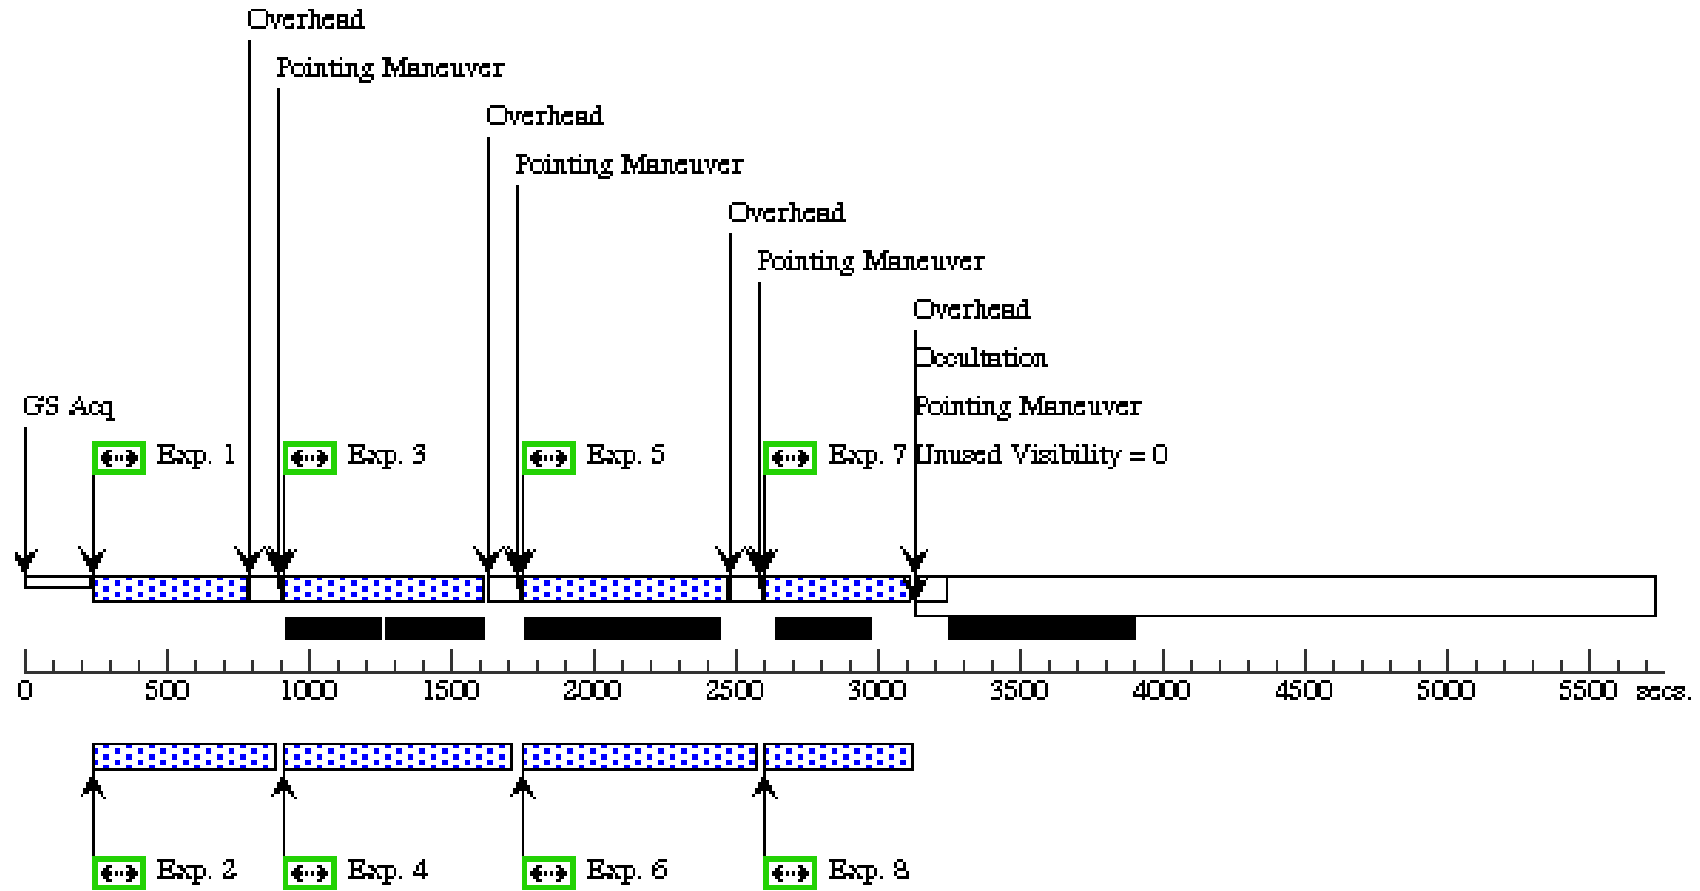 Overhead
Pointing Maneuver
Overhead
Pointing Maneuver
Overhead
Pointing Maneuver
Overhead
Occultation
GS Acq
Pointing Maneuver
Exp. 1
Exp. 3
Exp. 5
Exp. 7
Unused Visibility = 0
0 500 1000 1500 2000 2500 3000 3500 4000 4500 5000 5500 secs.
Exp. 2
Exp. 4
Exp. 6
Exp. 8